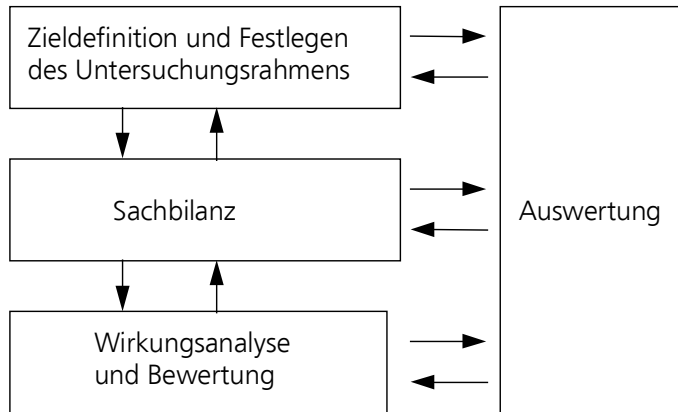 Zieldefinition und Festlegen
des Untersuchungsrahmens
Sachbilanz
Auswertung
Wirkungsanalyse
und Bewertung